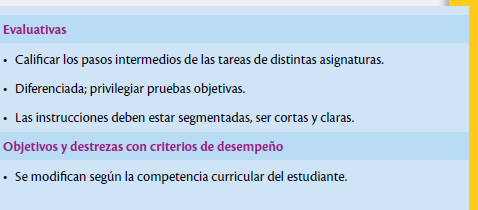 Evaluativas
• Calificar los pasos intermedios de las tareas de distintas asignaturas.
• Diferenciada; privilegiar pruebas objetivas.
• Las instrucciones deben estar segmentadas, ser cortas y claras.
Objetivos y destrezas con criterios de desempeño
• Se modifican según la competencia curricular del estudiante.